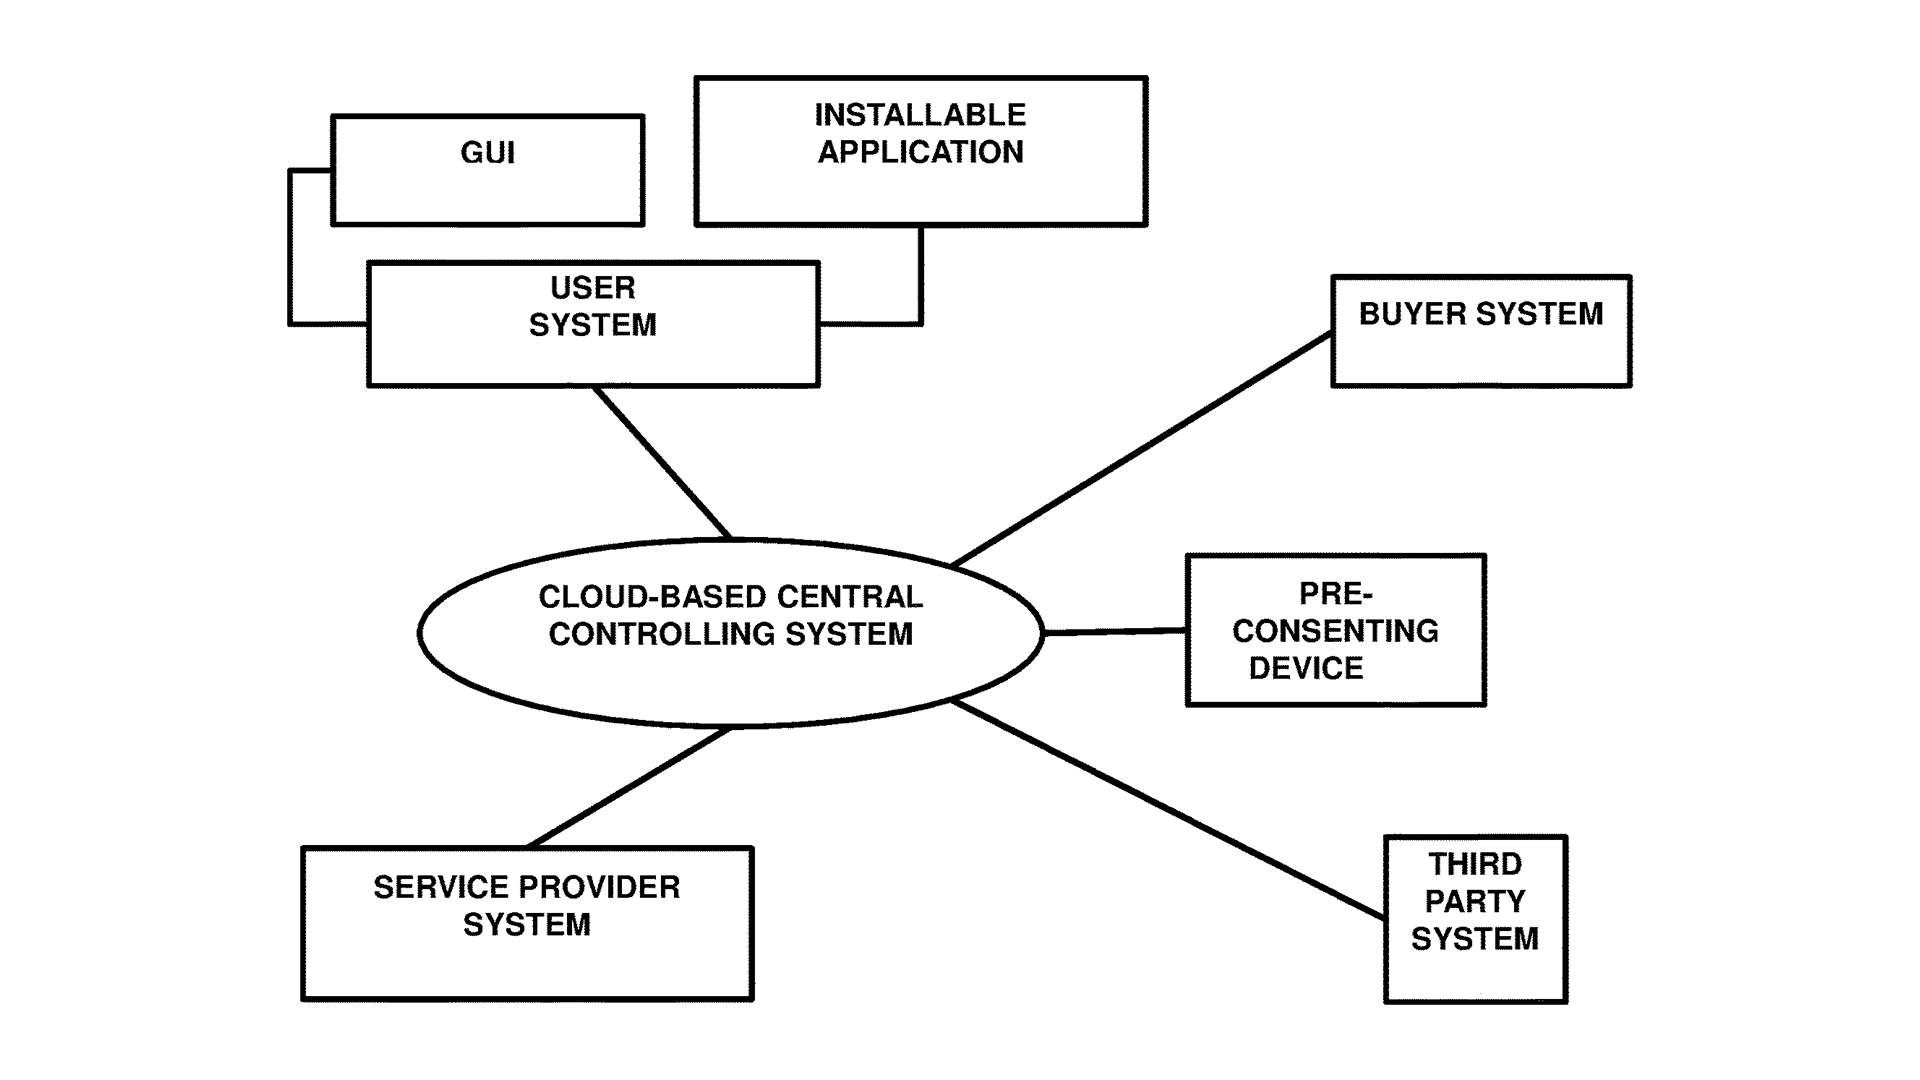 GUI
INSTALLABLE
APPLICATION
USER
SYSTEM
BUYER SYSTEM
CLOUD-BASED CENTRAL
CONTROLLING SYSTEM
PRE-
CONSENTING
DEVICE
SERVICE PROVIDER
SYSTEM
THIRD
PARTY
SYSTEM